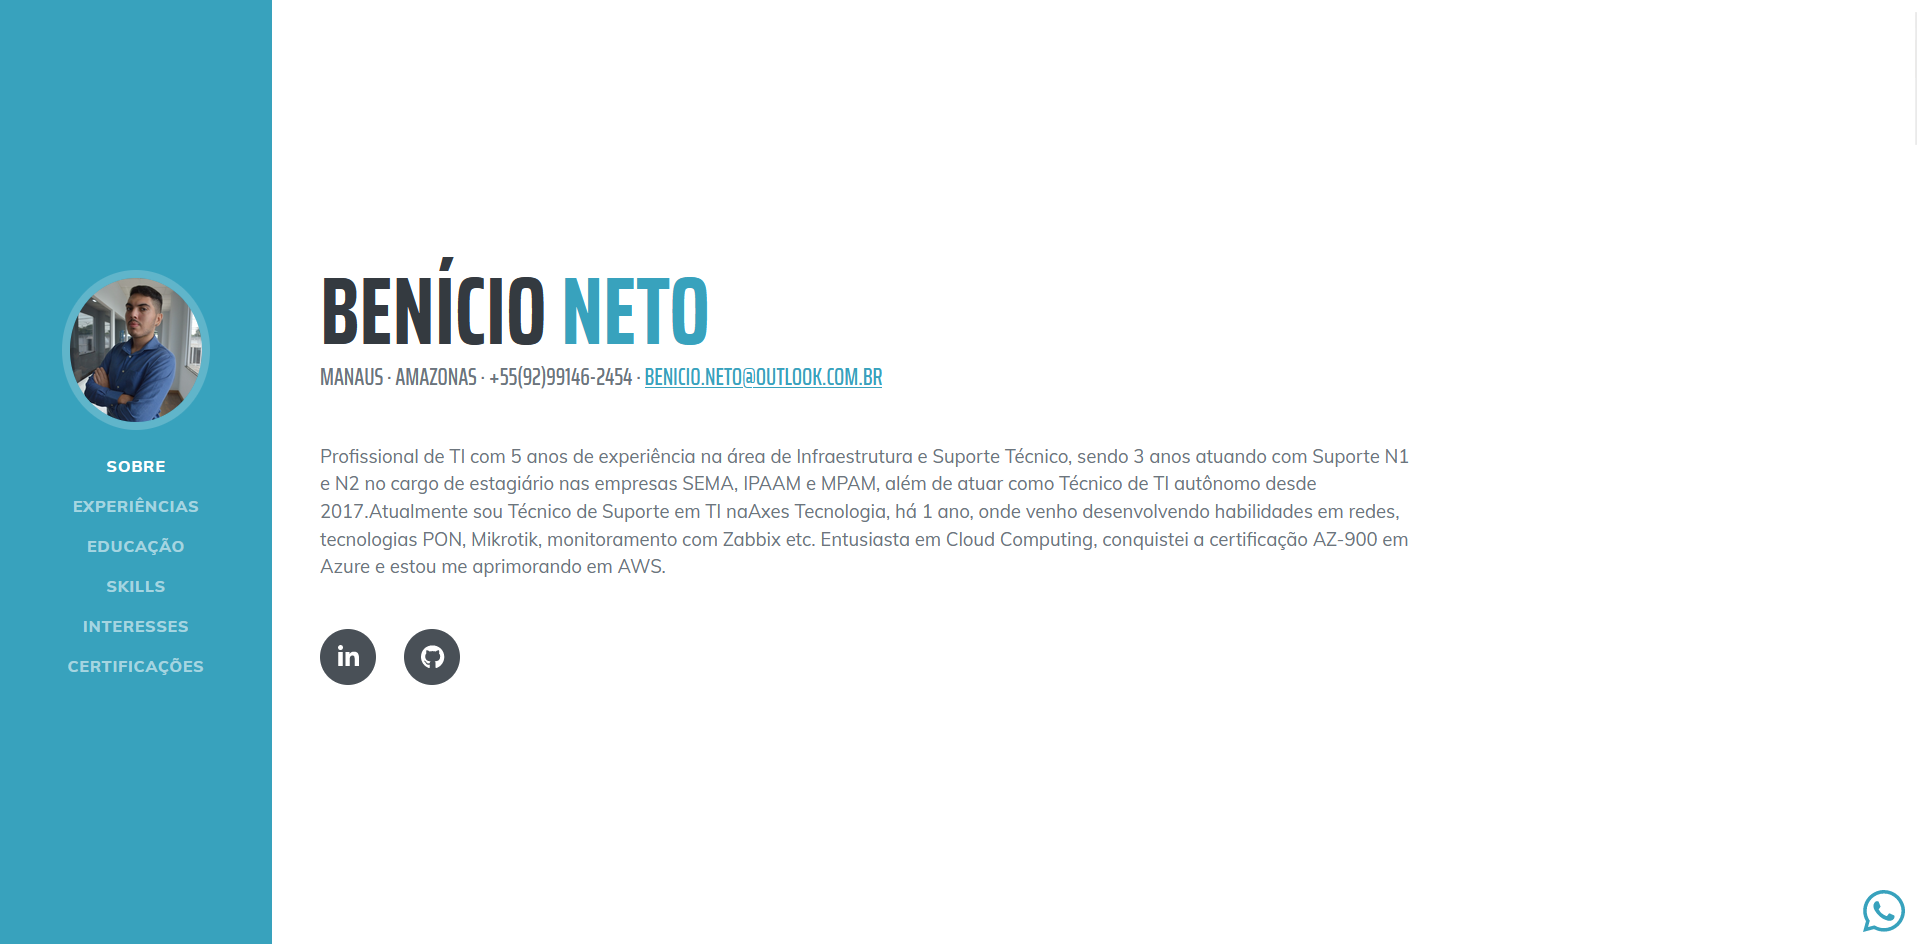 SOBRE
EXPERIÊNCIAS
EDUCAÇÃO
SKILLS
INTERESSES
CERTIFICAÇÕES
BENÍCIO NETO
MANAUS · AMAZONAS · +55(92)99146-2454 · BENICIO.NETO@OUTLOOK.COM.BR
Profissional de TI com 5 anos de experiência na área de Infraestrutura e Suporte Técnico, sendo 3 anos atuando com Suporte N1
e N2 no cargo de estagiário nas empresas SEMA, IPAAM e MPAM, além de atuar como Técnico de TI autônomo desde
2017.Atualmente sou Técnico de Suporte em TI naAxes Tecnologia, há 1 ano, onde venho desenvolvendo habilidades em redes,
tecnologias PON, Mikrotik, monitoramento com Zabbix etc. Entusiasta em Cloud Computing, conquistei a certificação AZ-900 em
Azure e estou me aprimorando em AWS.
in